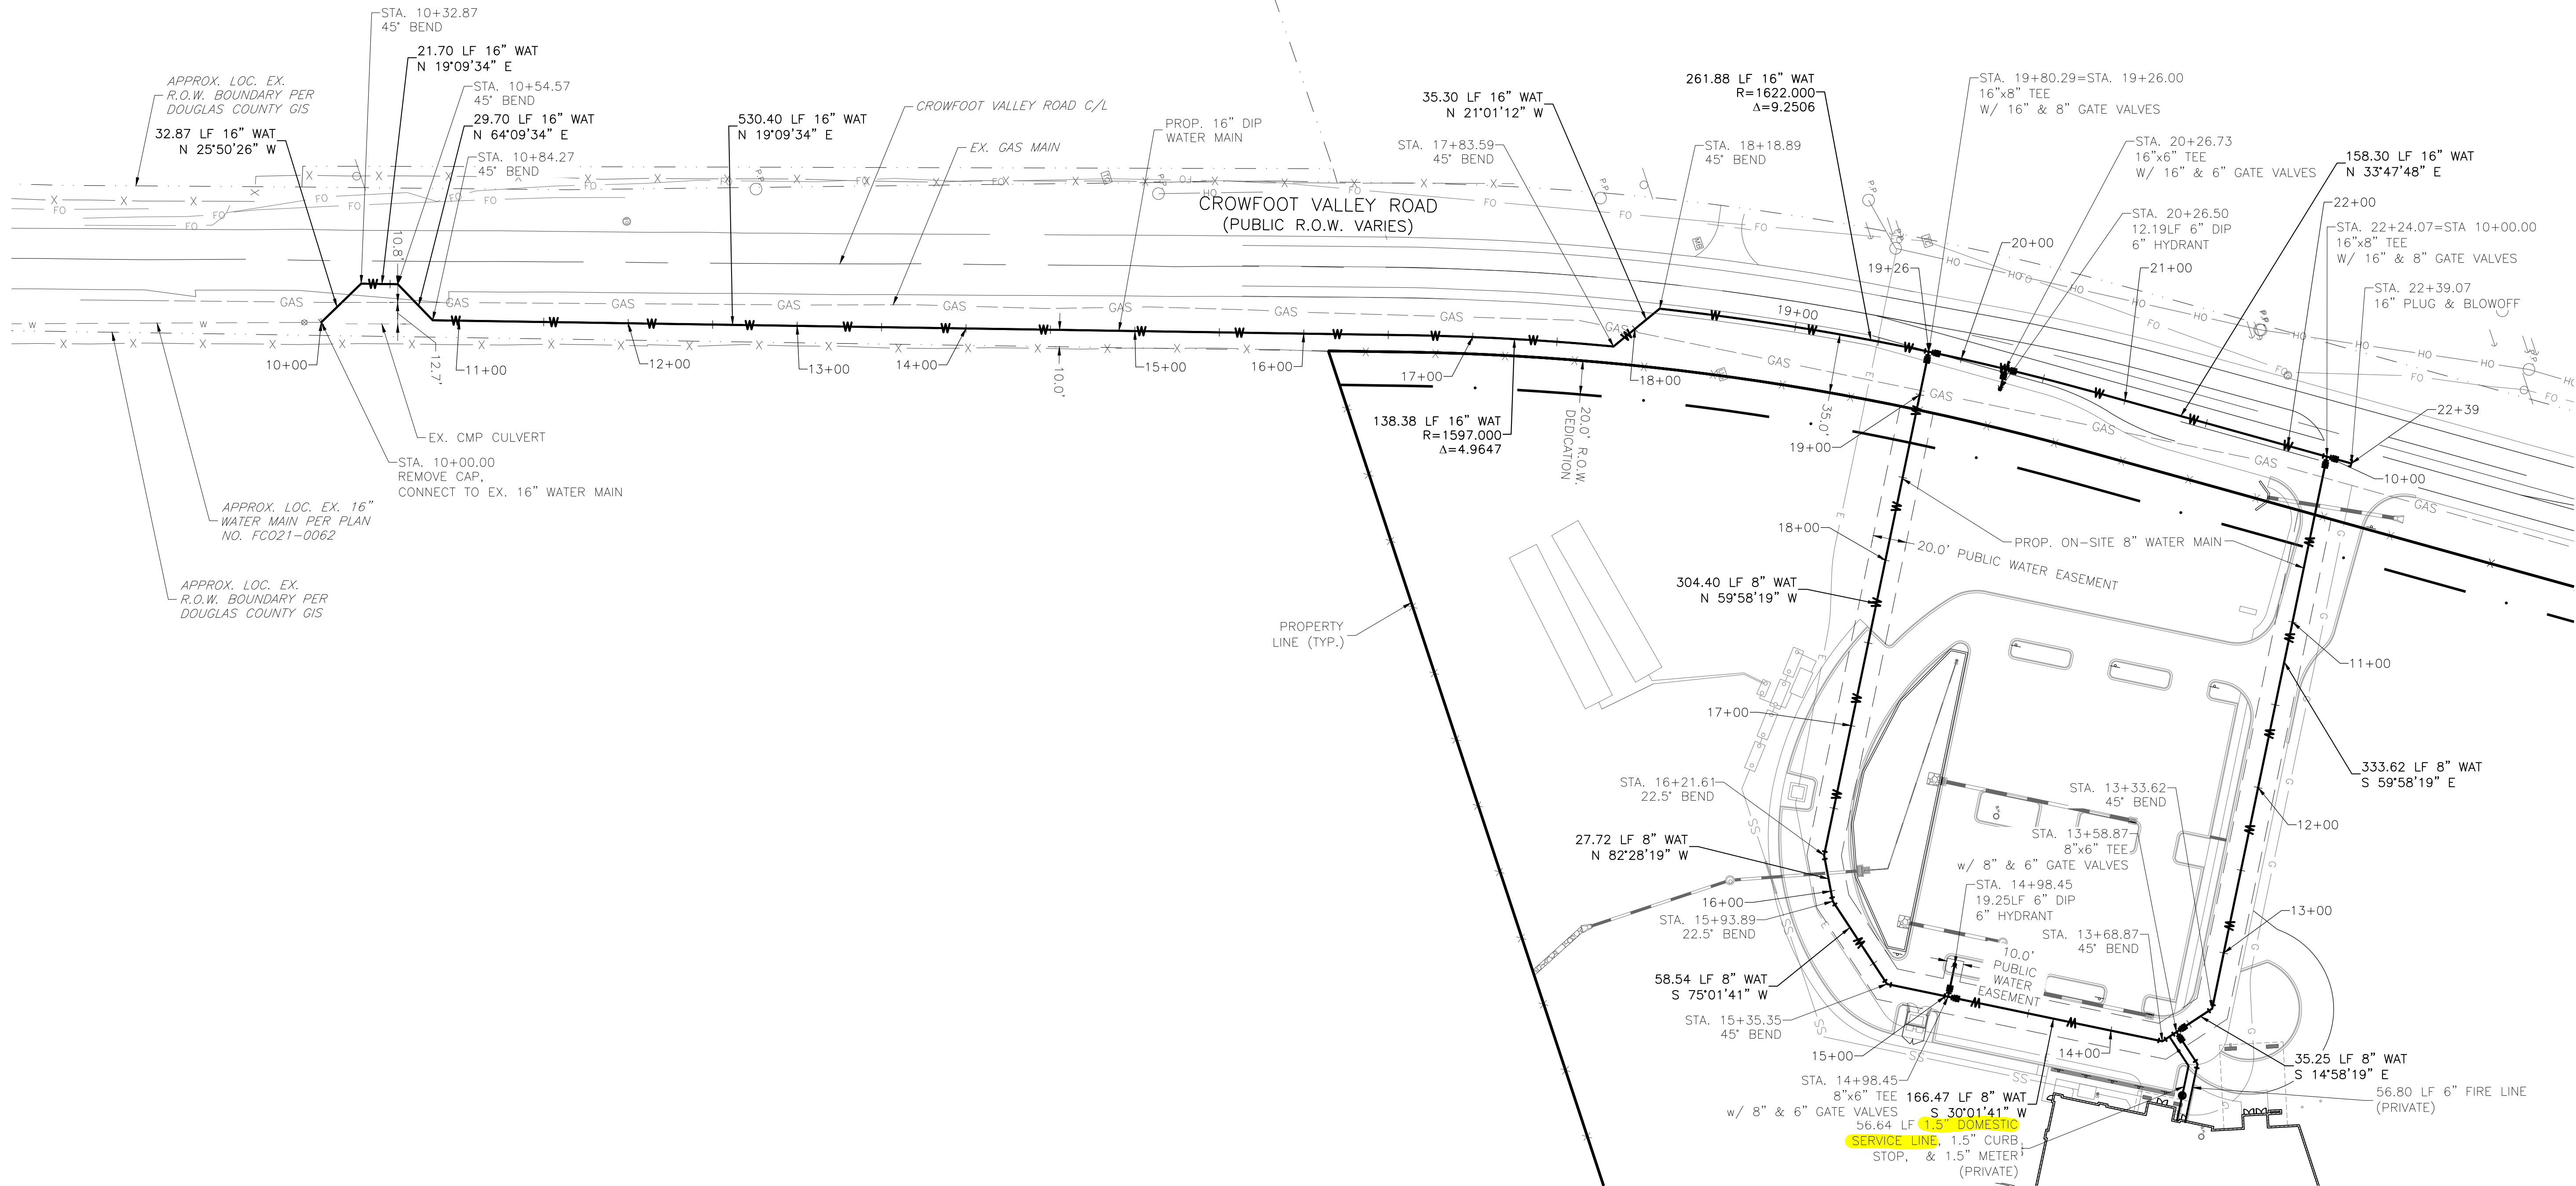 STA. 10+32.87
45° BEND
21.70 LF 16" WAT
N 19°09'34" E
APPROX. LOC. EX.
R.O.W. BOUNDARY PER
DOUGLAS COUNTY GIS
32.87 LF 16" WAT
N 25°50'26" W
STA. 10+54.57
45° BEND
29.70 LF 16" WAT
N 64°09'34" E
STA. 10+84.27
45° BEND
530.40 LF 16" WAT
N 19°09'34" E
CROWFOOT VALLEY ROAD C/L
EX. GAS MAIN
PROP. 16" DIP
WATER MAIN
35.30 LF 16" WAT
N 21°01'12" W
STA. 17+83.59
45° BEND
261.88 LF 16" WAT
R=1622.000
Δ=9.2506
STA. 18+18.89
45° BEND
STA. 19+80.29=STA. 19+26.00
16"x8" TEE
W/ 16" & 8" GATE VALVES
STA. 20+26.73
16"x6" TEE
W/ 16" & 6" GATE VALVES
158.30 LF 16" WAT
N 33°47'48" E
STA. 20+26.50
12.19LF 6" DIP
6" HYDRANT
22+00
STA. 22+24.07=STA 10+00.00
16"x8" TEE
W/ 16" & 8" GATE VALVES
STA. 22+39.07
16" PLUG & BLOWOFF
CROWFOOT VALLEY ROAD
(PUBLIC R.O.W. VARIES)
20+00
19+26
21+00
19+00
10.8'
12.7'
10+00
11+00
12+00
13+00
14+00
10.0'
15+00
16+00
17+00
18+00
22+39
10+00
EX. CMP CULVERT
STA. 10+00.00
REMOVE CAP,
CONNECT TO EX. 16" WATER MAIN
APPROX. LOC. EX. 16"
WATER MAIN PER PLAN
NO. FCO21-0062
APPROX. LOC. EX.
R.O.W. BOUNDARY PER
DOUGLAS COUNTY GIS
138.38 LF 16" WAT
R=1597.000
Δ=4.9647
20.0' R.O.W.
DEDICATION
35.0'
19+00
18+00
20.0' PUBLIC WATER EASEMENT
PROP. ON-SITE 8" WATER MAIN
304.40 LF 8" WAT
N 59°58'19" W
PROPERTY
LINE (TYP.)
11+00
17+00
333.62 LF 8" WAT
S 59°58'19" E
STA. 16+21.61
22.5° BEND
STA. 13+33.62
45° BEND
12+00
STA. 13+58.87
8"x6" TEE
w/ 8" & 6" GATE VALVES
27.72 LF 8" WAT
N 82°28'19" W
STA. 14+98.45
19.25LF 6" DIP
6" HYDRANT
16+00
STA. 15+93.89
22.5° BEND
13+00
STA. 13+68.87
45° BEND
10.0'
PUBLIC
WATER
EASEMENT
58.54 LF 8" WAT
S 75°01'41" W
STA. 15+35.35
45° BEND
15+00
14+00
35.25 LF 8" WAT
S 14°58'19" E
STA. 14+98.45
8"x6" TEE
w/ 8" & 6" GATE VALVES
166.47 LF 8" WAT
S 30°01'41" W
56.80 LF 6" FIRE LINE
(PRIVATE)
56.64 LF 1.5" DOMESTIC
SERVICE LINE, 1.5" CURB
STOP, & 1.5" METER
(PRIVATE)